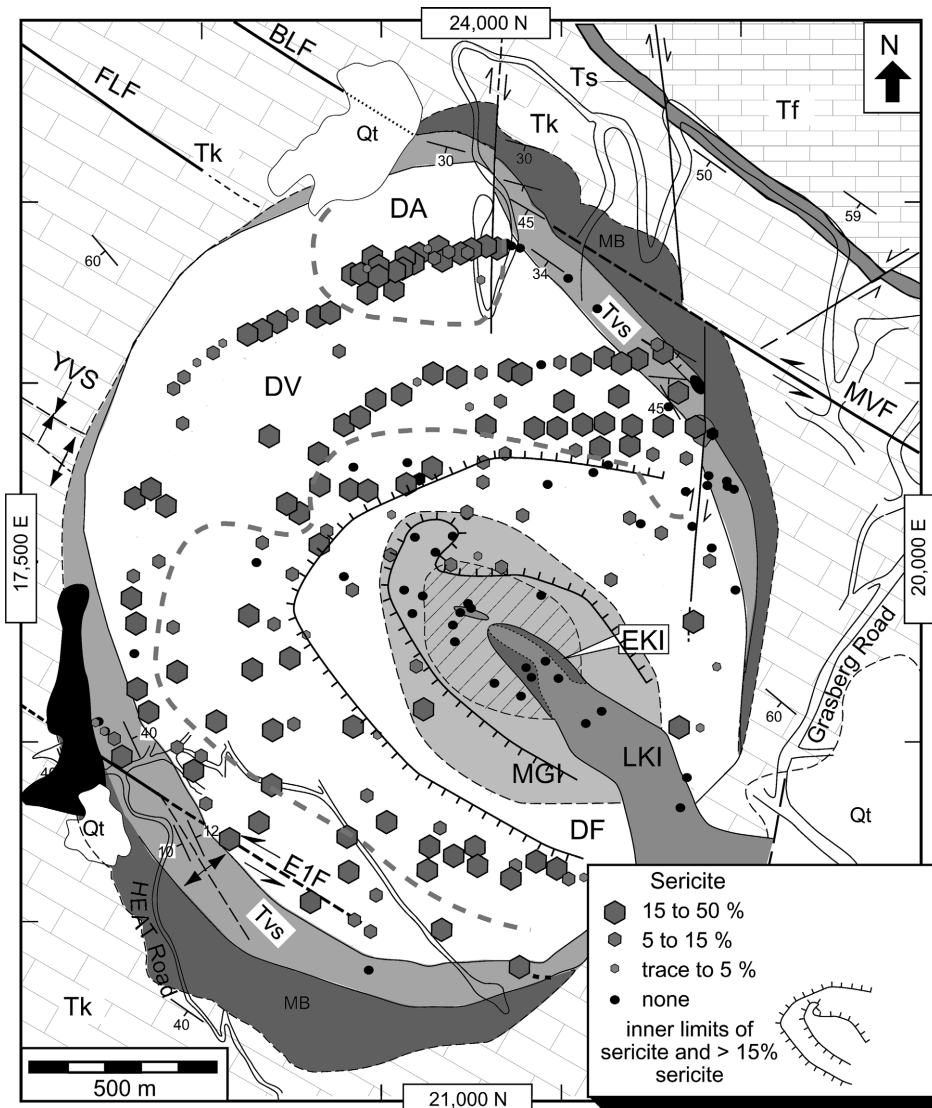 24,000 N
BLF
N
FLF
Ts
Tk
Qt
Tf
Tk
30
30
50
DA
59
45
MB
60
34
Tvs
DV
YVS
MVF
45
17,500 E
20,000 E
EKI
Grasberg Road
60
LKI
40
MGI
Qt
12
DF
Qt
10
E1F
HEAT Road
Tvs
MB
Tk
40
Sericite
15 to 50 %
5 to 15 %
trace to 5 %
none
inner limits of
sericite and > 15%
sericite
500 m
21,000 N